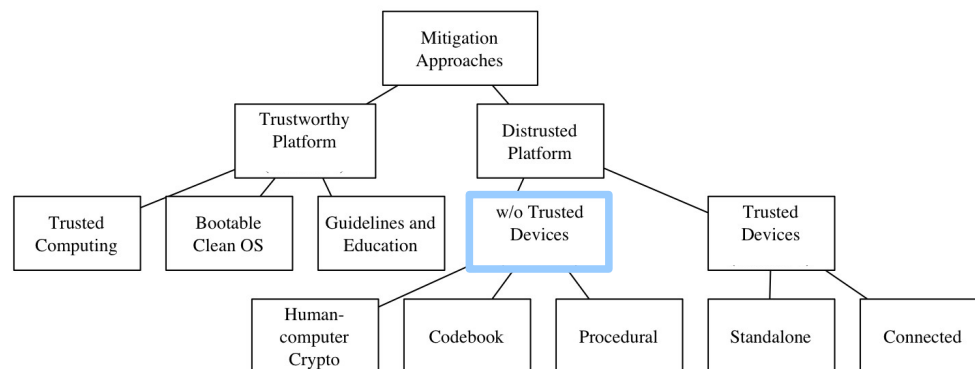 Mitigation
Approaches
Trustworthy
Platform
Distrusted
Platform
Trusted
Computing
Bootable
Clean OS
Guidelines and
Education
w/o Trusted
Devices
Trusted
Devices
Human-
computer
Crypto
Codebook
Procedural
Standalone
Connected